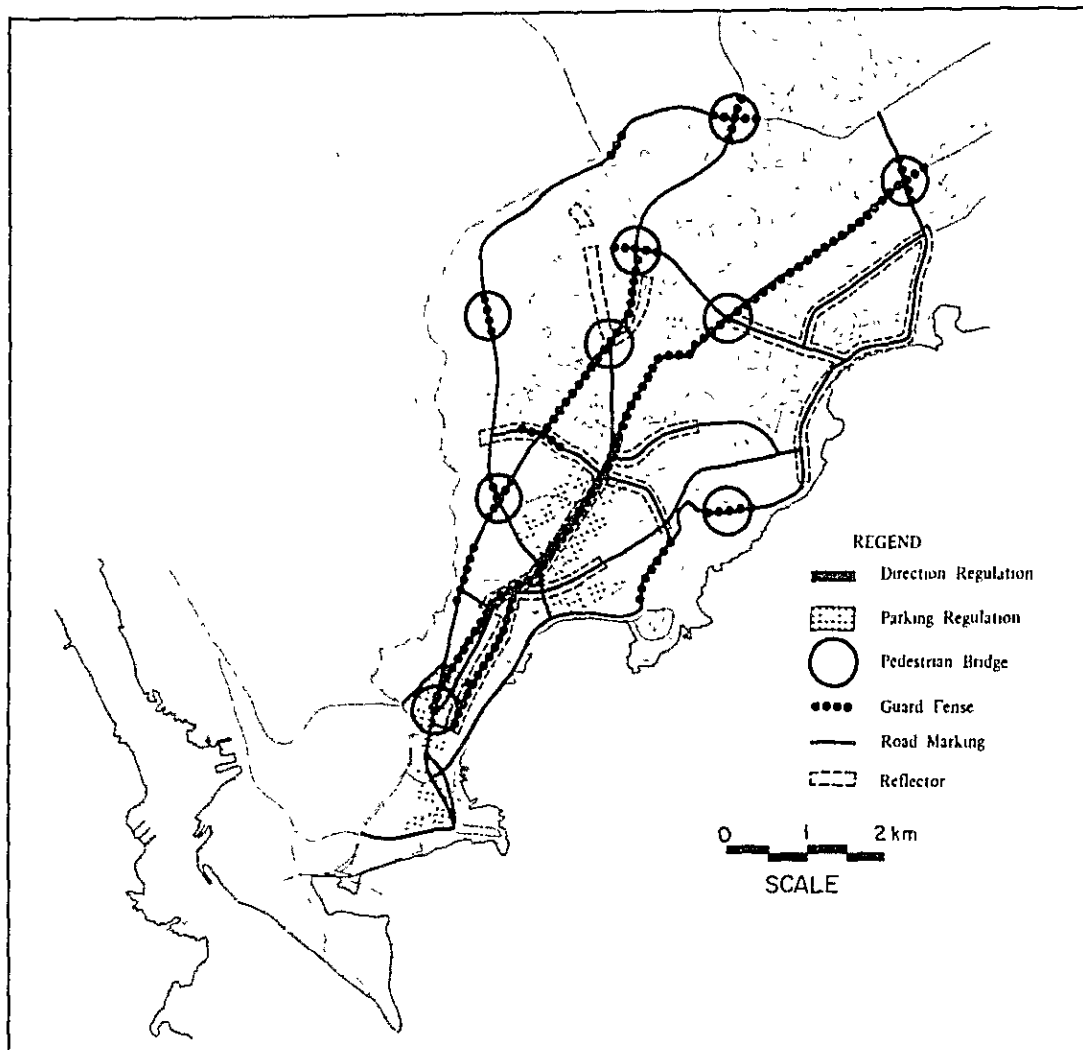 REGEND
Direction Regulation
Parking Regulation
Pedestrian Bridge
Guard Fense
Road Marking
Reflector
0 1 2 km
SCALE